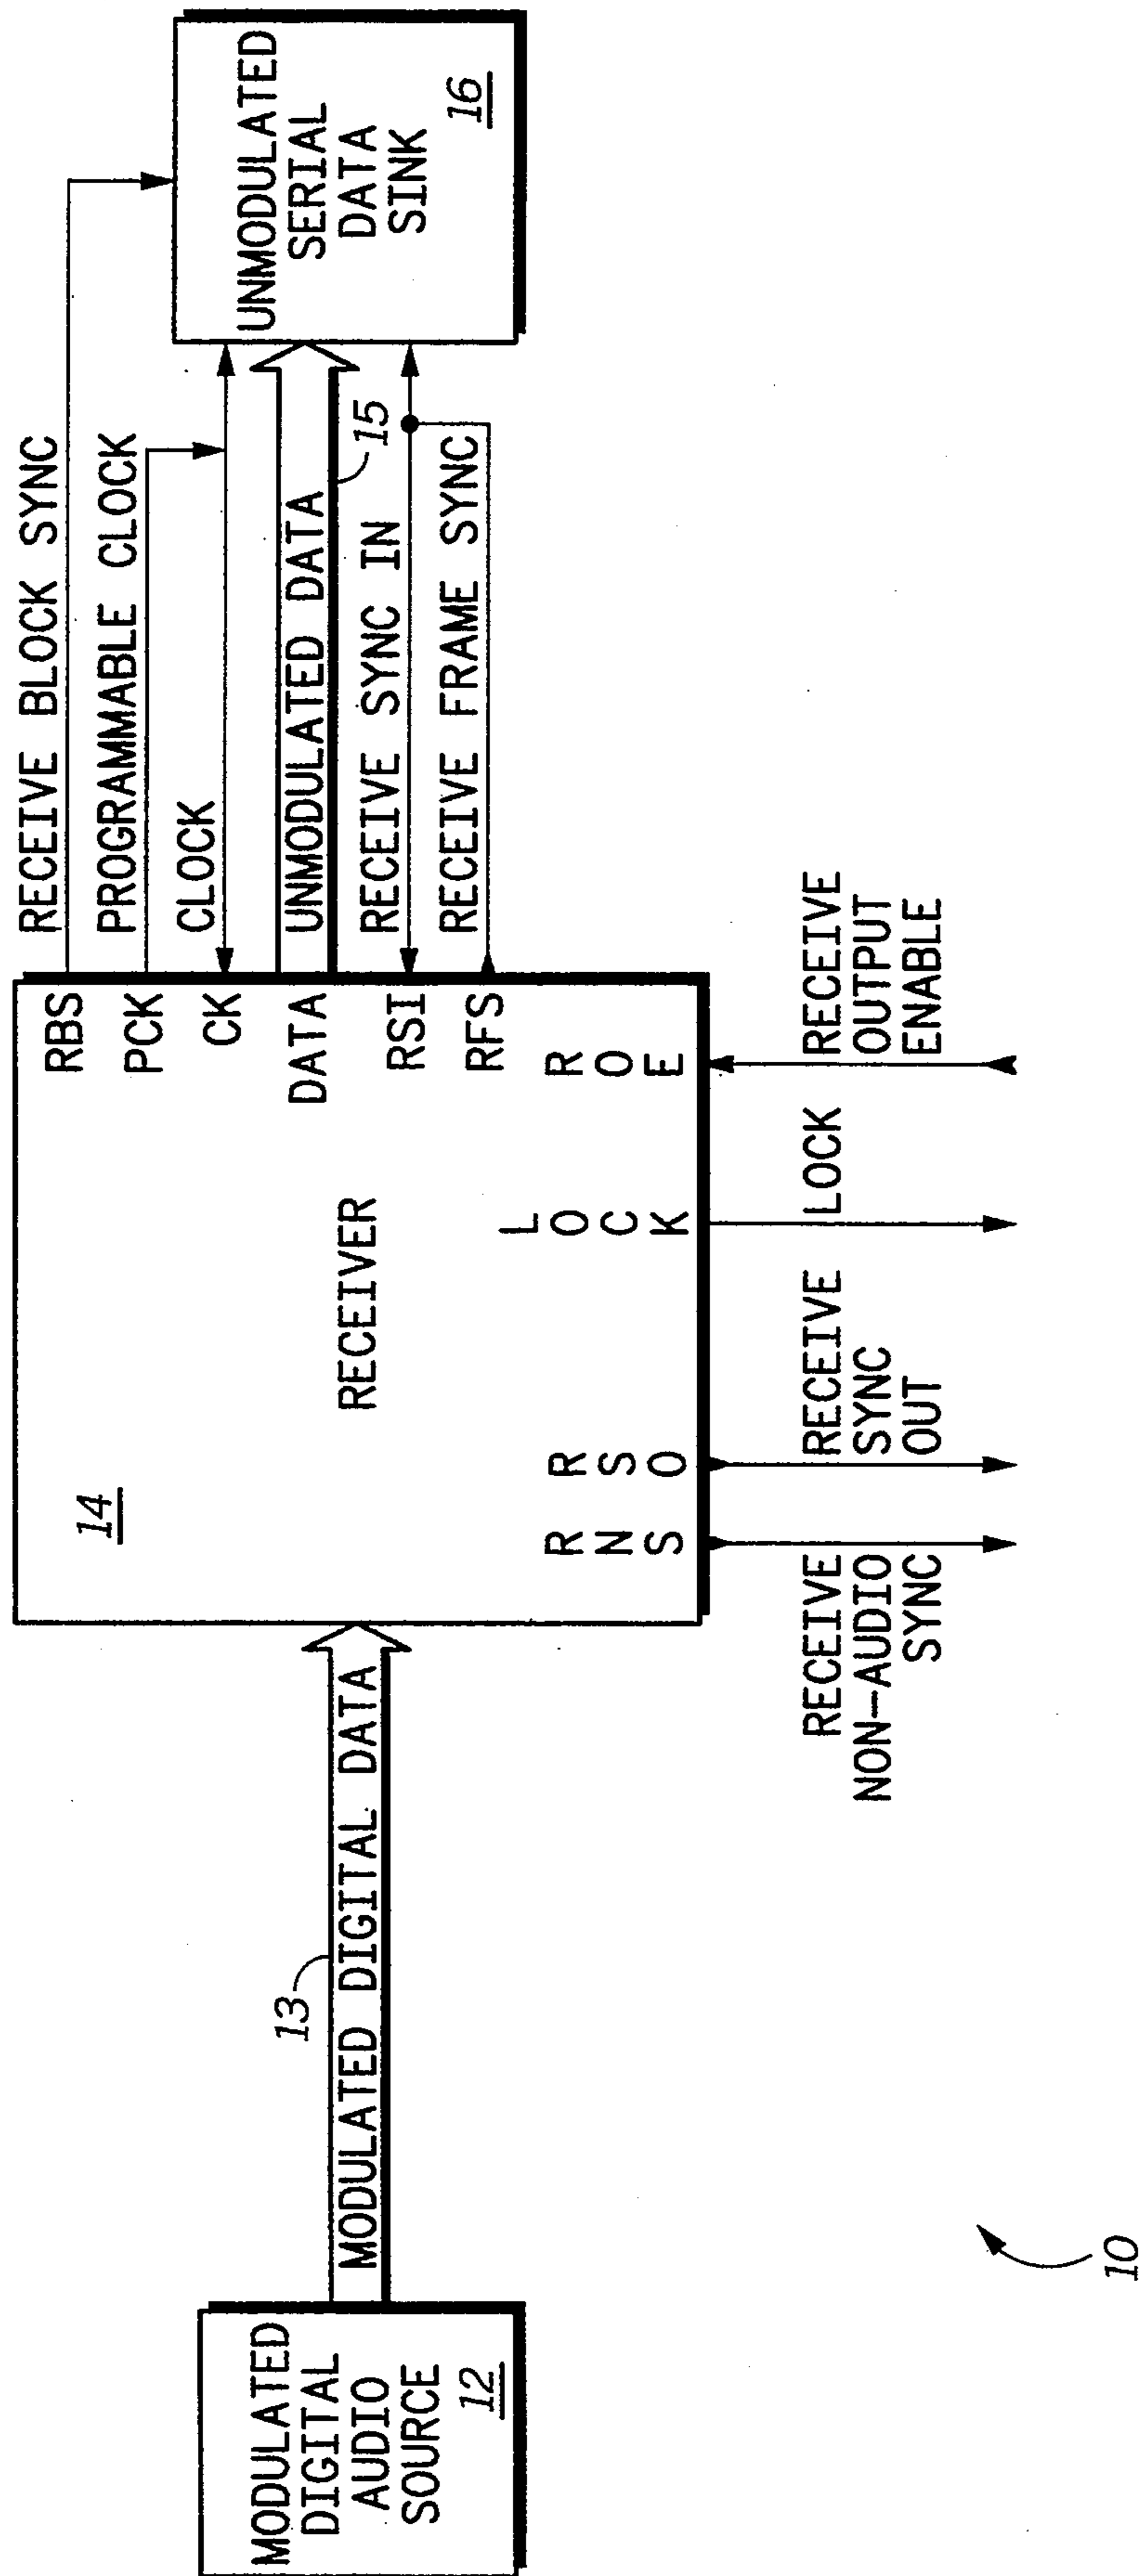 MODULATED
DIGITAL
AUDIO
SOURCE
12
13
MODULATED DIGITAL DATA
14
RECEIVER
RBS
PCK
CK
DATA
RSI
RFS
RNS
RSO
LOCK
ROE
RECEIVE BLOCK SYNC
PROGRAMMABLE CLOCK
CLOCK
UNMODULATED DATA
15
RECEIVE SYNC IN
RECEIVE FRAME SYNC
UNMODULATED
SERIAL
DATA
SINK
16
RECEIVE
NON-AUDIO
SYNC
RECEIVE
SYNC
OUT
LOCK
RECEIVE
OUTPUT
ENABLE
10